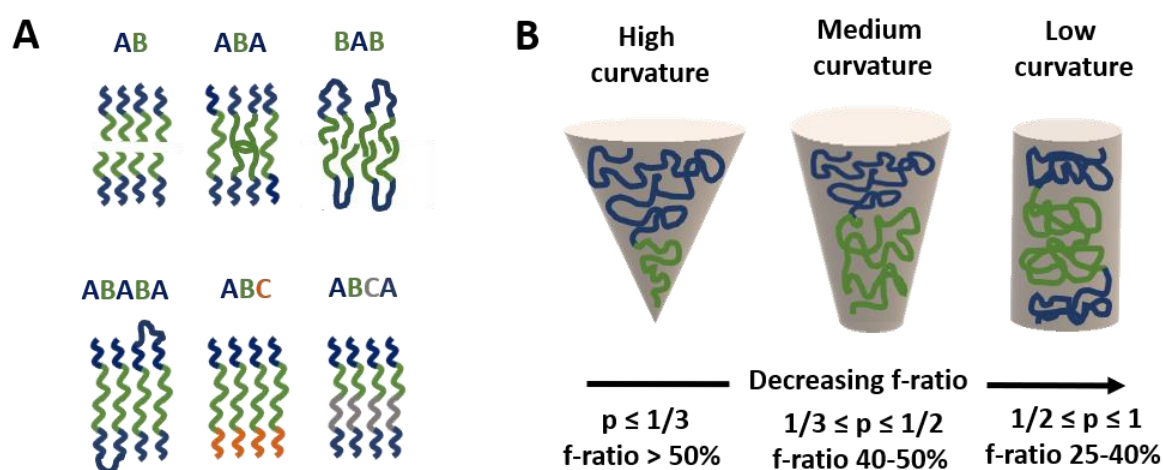 A
AB
ABA
BAB
ABABA
ABC
ABCA
B
High
curvature
Medium
curvature
Low
curvature
Decreasing f-ratio
p ≤ 1/3
f-ratio > 50%
1/3 ≤ p ≤ 1/2
f-ratio 40-50%
1/2 ≤ p ≤ 1
f-ratio 25-40%